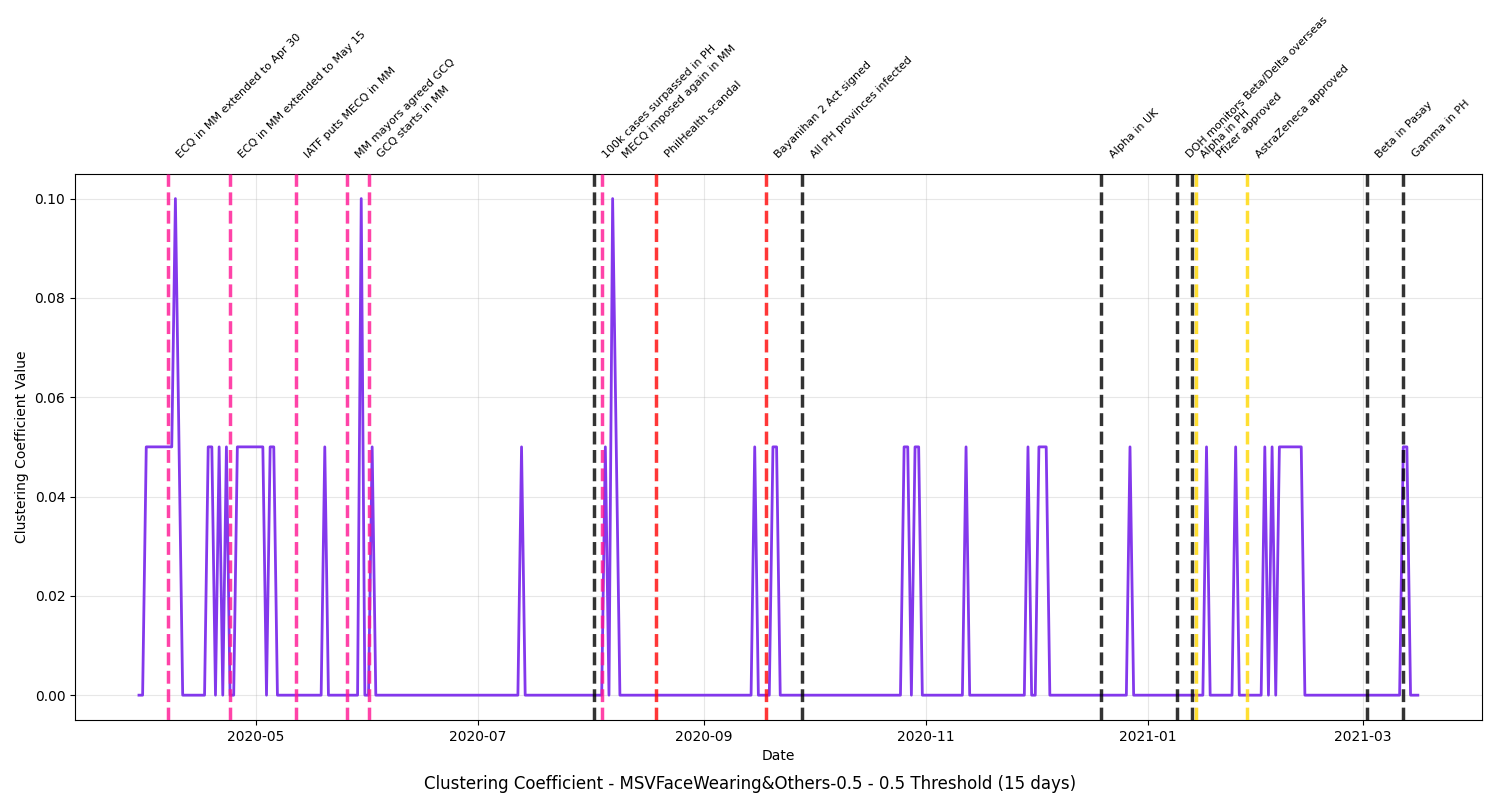 ECQ in MM extended to Apr 30
ECQ in MM extended to May 15
IATF puts MECQ in MM
MM mayors agreed GCQ
GCQ starts in MM
100k cases surpassed in PH
MECQ imposed again in MM
PhilHealth scandal
Bayanihan 2 Act signed
All PH provinces infected
Alpha in UK
DOH monitors Beta/Delta overseas
Alpha in PH
Pfizer approved
AstraZeneca approved
Beta in Pasay
Gamma in PH
Clustering Coefficient Value
0.10
0.08
0.06
0.04
0.02
0.00
2020-05
2020-07
2020-09
2020-11
2021-01
2021-03
Date
Clustering Coefficient - MSVFaceWearing&Others-0.5 - 0.5 Threshold (15 days)